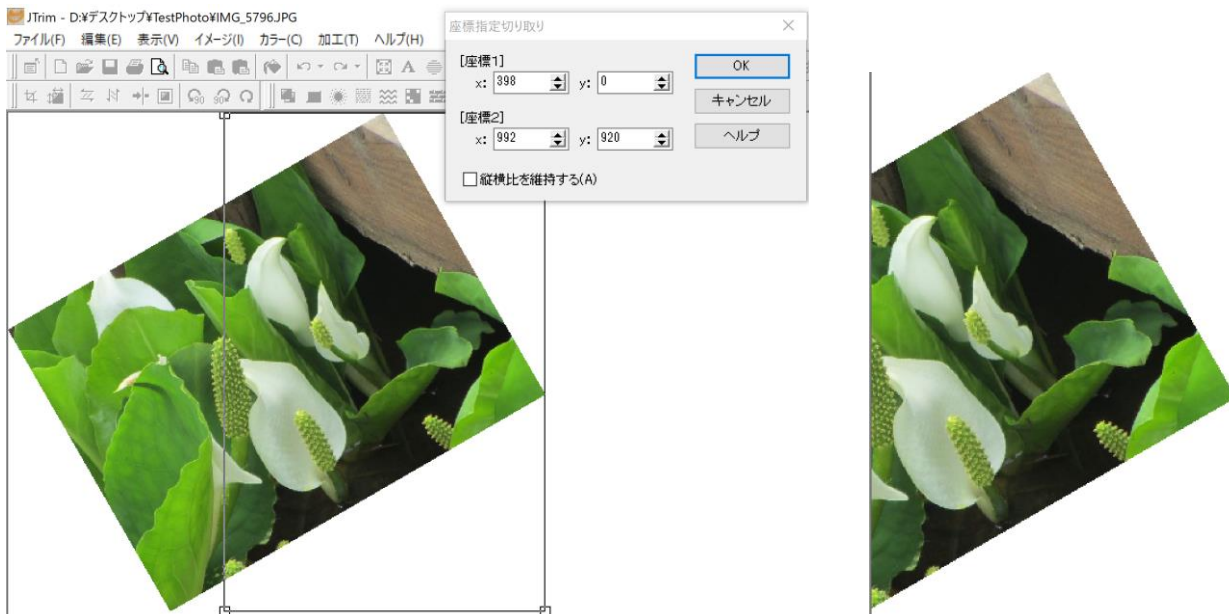 JTrim - D:¥デスクトップ¥TestPhoto¥IMG_5796.JPG
ファイル(F) 編集(E) 表示(V) イメージ(I) カラー(C) 加工(T) ヘルプ(H)
座標指定切り取り
[座標1]
x: 398 y: 0
[座標2]
x: 992 y: 920
縦横比を維持する(A)
OK
キャンセル
ヘルプ
A
90 90